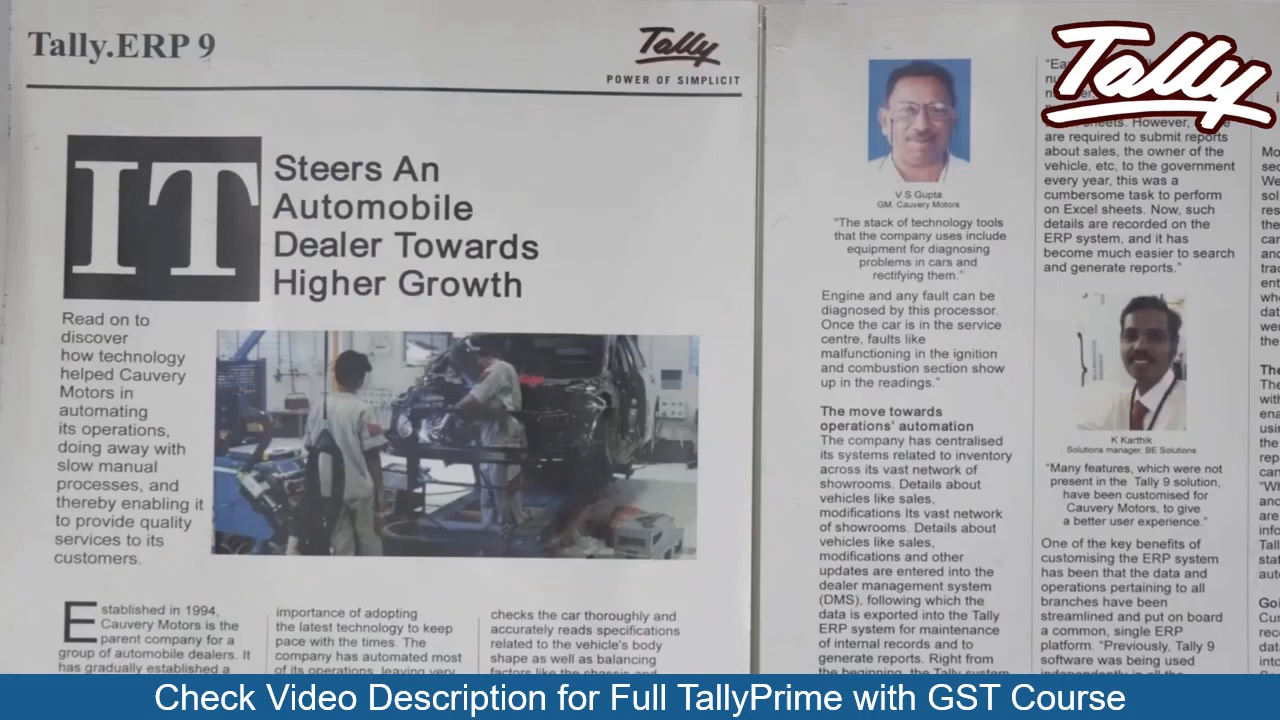 Tally.ERP 9
Tally
POWER OF SIMPLICIT
IT
Steers An
Automobile
Dealer Towards
Higher Growth
Read on to
discover
how technology
helped Cauvery
Motors in
automating
its operations,
doing away with
slow manual
processes, and
thereby enabling it
to provide quality
services to its
customers.
Established in 1994,
Cauvery Motors is the
parent company for a
group of automobile dealers. It
has gradually established a
importance of adopting
the latest technology to keep
pace with the times. The
company has automated most
of its operations, leaving very
checks the car thoroughly and
accurately reads specifications
related to the vehicle's body
shape as well as balancing
factors like the chassis and
V S Gupta
GM. Cauvery Motors
"The stack of technology tools
that the company uses include
equipment for diagnosing
problems in cars and
rectifying them."
Engine and any fault can be
diagnosed by this processor.
Once the car is in the service
centre, faults like
malfunctioning in the ignition
and combustion section show
up in the readings."
The move towards
operations' automation
The company has centralised
its systems related to inventory
across its vast network of
showrooms. Details about
vehicles like sales,
modifications Its vast network
of showrooms. Details about
vehicles like sales,
modifications and other
updates are entered into the
dealer management system
(DMS), following which the
data is exported into the Tally
ERP system for maintenance
of internal records and to
generate reports. Right from
the beginning, the Tally system
Tally
However,
are required to submit reports
about sales, the owner of the
vehicle, etc, to the government
every year, this was a
cumbersome task to perform
on Excel sheets. Now, such
details are recorded on the
ERP system, and it has
become much easier to search
and generate reports."
K Karthik
Solutions manager, BE Solutions
"Many features, which were not
present in the Tally 9 solution,
have been customised for
Cauvery Motors, to give
a better user experience."
One of the key benefits of
customising the ERP system
has been that the data and
operations pertaining to all
branches have been
streamlined and put on board
a common, single ERP
platform. "Previously, Tally 9
software was being used
Check Video Description for Full TallyPrime with GST Course